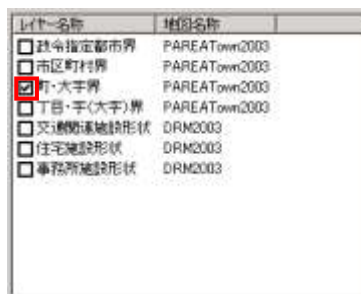 レイヤー名称 地図名称
政令指定都市界 PAREATown2003
市区町村界 PAREATown2003
町・大字界 PAREATown2003
丁目・字(大字)界 PAREATown2003
交通関連施設形状 DRM2003
住宅施設形状 DRM2003
事務所施設形状 DRM2003